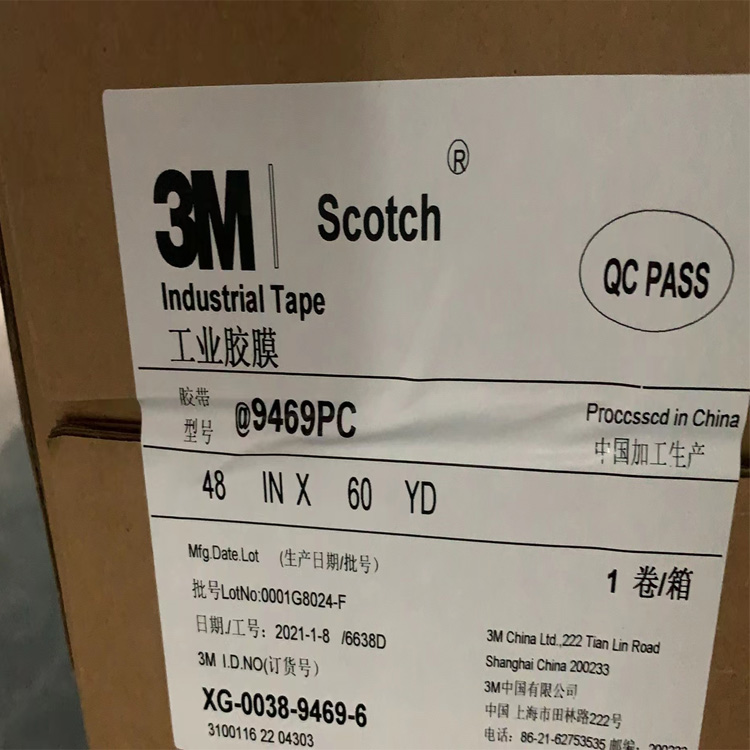 3M Scotch ®
QC PASS
Industrial Tape
工业胶膜
胶带
型号 @9469PC
Proccsscd in China
中国加工生产
48 IN X 60 YD
Mfg.Date.Lot (生产日期/批号)
1 卷/箱
批号LotNo:0001G8024-F
日期./工号: 2021-1-8 /6638D
3M I.D.NO(订货号)
XG-0038-9469-6
3100116 22 04303
3M China Ltd.,222 Tian Lin Road
Shanghai China 200233
3M中国有限公司
中国 上海市田林路222号
电话: 86-21-62753535 邮编: